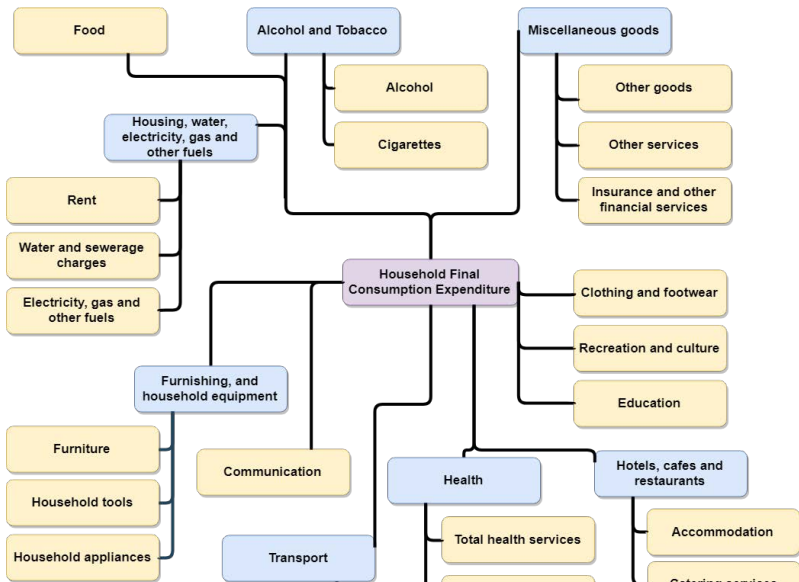 Food
Alcohol and Tobacco
Miscellaneous goods
Alcohol
Other goods
Housing, water,
electricity, gas and
other fuels
Cigarettes
Other services
Rent
Insurance and other
financial services
Water and sewerage
charges
Household Final
Consumption Expenditure
Clothing and footwear
Electricity, gas and
other fuels
Recreation and culture
Furnishing, and
household equipment
Education
Furniture
Communication
Health
Hotels, cafes and
restaurants
Household tools
Total health services
Accommodation
Household appliances
Transport
Catering services